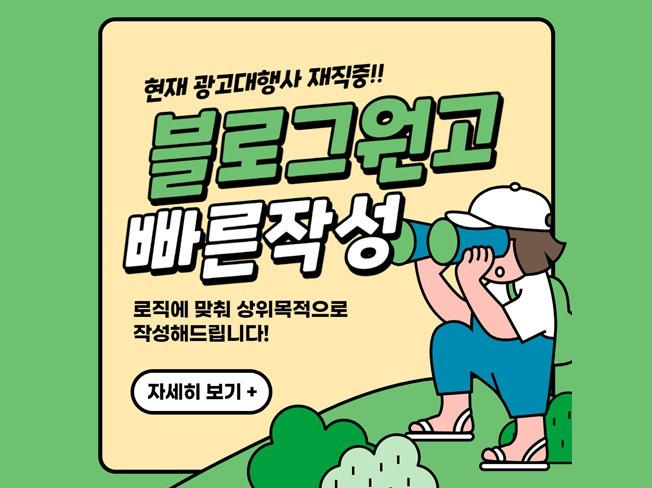 현재 광고대행사 재직중!!
블로그원고
빠른작성
로직에 맞춰 상위목적으로
작성해드립니다!
자세히 보기 +